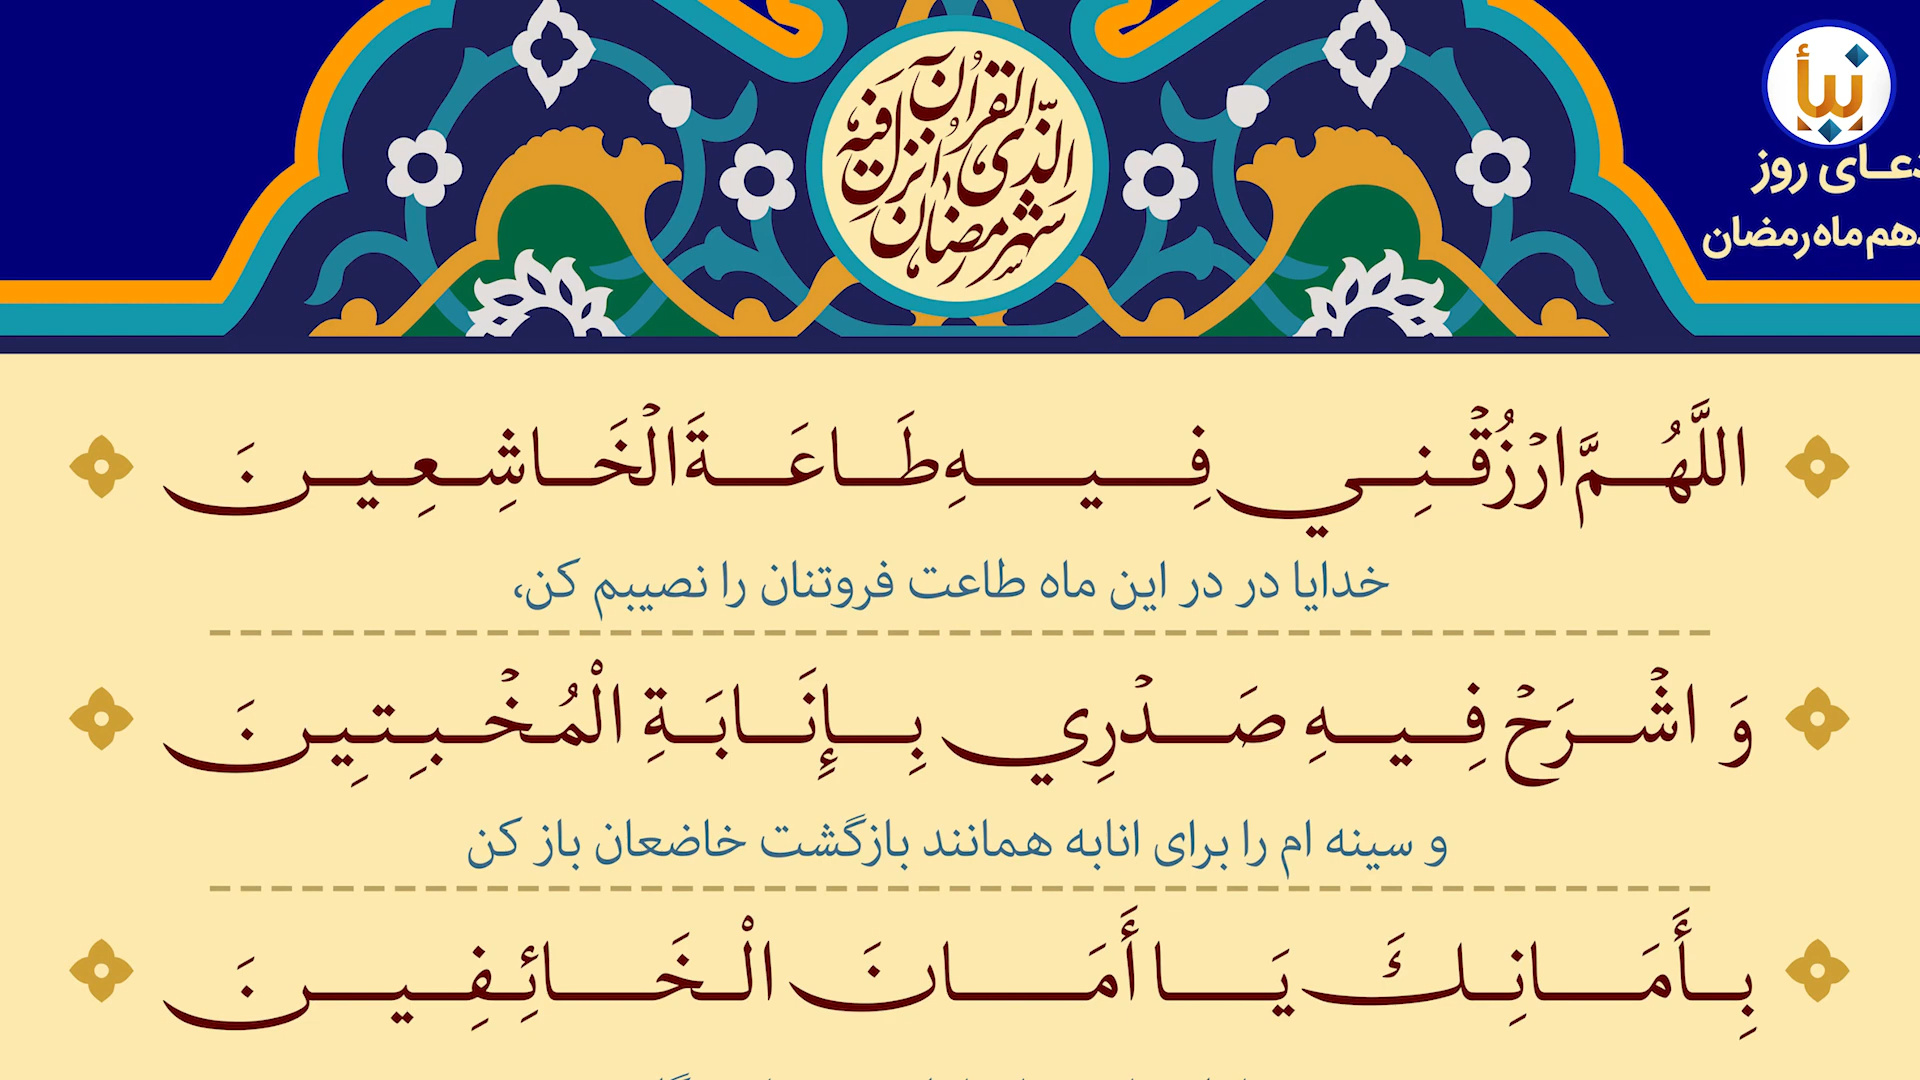 شهر رمضان الذی انزل فیه القرآن
نبأ
دعای روز
ماه رمضان
اللَّهُمَّ ارْزُقْنِي فِيهِ طَاعَةَ الْخَاشِعِينَ
خدایا در در این ماه طاعت فروتنان را نصیبم کن،
وَ اشْرَحْ فِيهِ صَدْرِي بِإِنَابَةِ الْمُخْبِتِينَ
و سینه ام را برای انابه همانند بازگشت خاضعان باز کن
بِأَمَانِكَ يَا أَمَانَ الْخَائِفِينَ